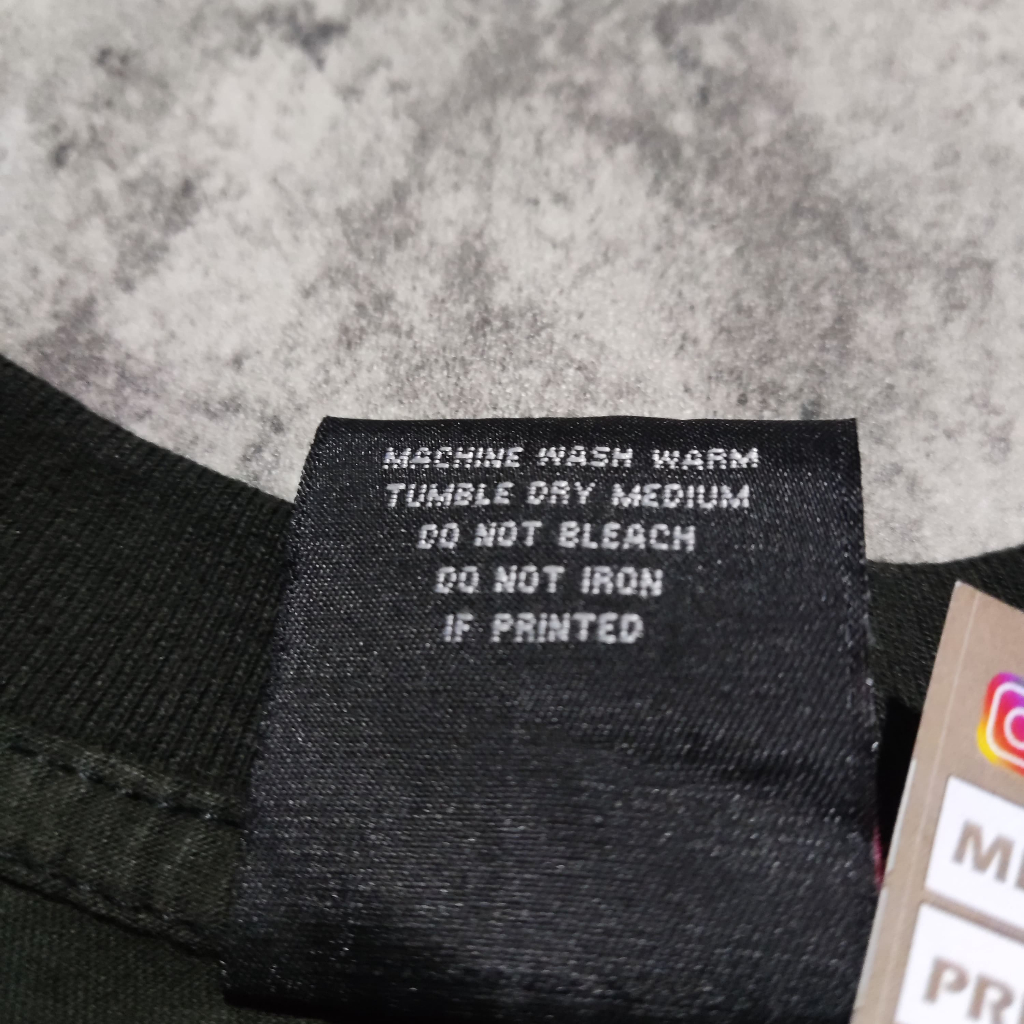 MACHINE WASH WARM
TUMBLE DRY MEDIUM
DO NOT BLEACH
DO NOT IRON
IF PRINTED